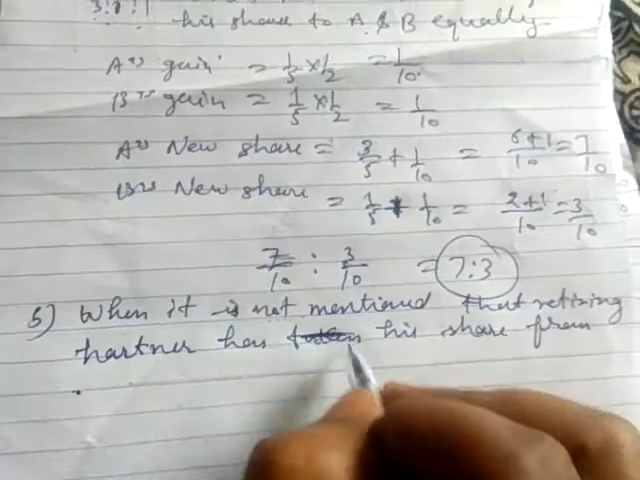 3:1:1
his share to A & B equally.
A's gain = 1/5 × 1/2 = 1/10
B's gain = 1/5 × 1/2 = 1/10
A's New share = 3/5 + 1/10 = 6+1/10 = 7/10
B's New share = 1/5 + 1/10 = 2+1/10 = 3/10
7/10 : 3/10 = 7:3
5) When it is not mentioned that retiring
partner has his share from